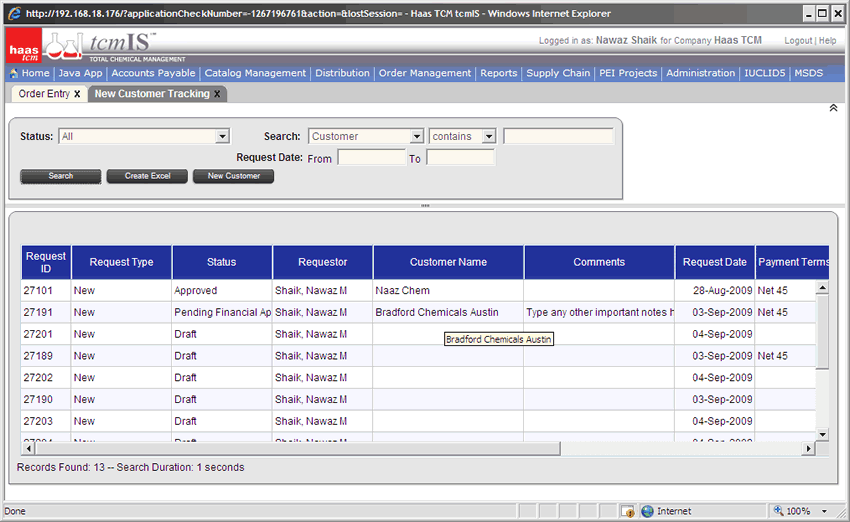 http://192.168.18.176/?applicationCheckNumber=-1267196761&action=&lostSession= - Haas TCM tcmIS - Windows Internet Explorer
haas tcm
tcmIS™
TOTAL CHEMICAL MANAGEMENT
Logged in as: Nawaz Shaik for Company Haas TCM Logout | Help
Home | Java App | Accounts Payable | Catalog Management | Distribution | Order Management | Reports | Supply Chain | PEI Projects | Administration | IUCLID5 | MSDS
Order Entry x New Customer Tracking x
Status: All Search: Customer contains
Request Date: From To
Search Create Excel New Customer
Request ID Request Type Status Requestor Customer Name Comments Request Date Payment Terms
27101 New Approved Shaik, Nawaz M Naaz Chem 28-Aug-2009 Net 45
27191 New Pending Financial Ap Shaik, Nawaz M Bradford Chemicals Austin Type any other important notes h 03-Sep-2009 Net 45
27201 New Draft Shaik, Nawaz M 04-Sep-2009
Bradford Chemicals Austin
27189 New Draft Shaik, Nawaz M 03-Sep-2009 Net 45
27202 New Draft Shaik, Nawaz M 04-Sep-2009
27190 New Draft Shaik, Nawaz M 03-Sep-2009
27203 New Draft Shaik, Nawaz M 04-Sep-2009
Records Found: 13 -- Search Duration: 1 seconds
Done Internet 100%